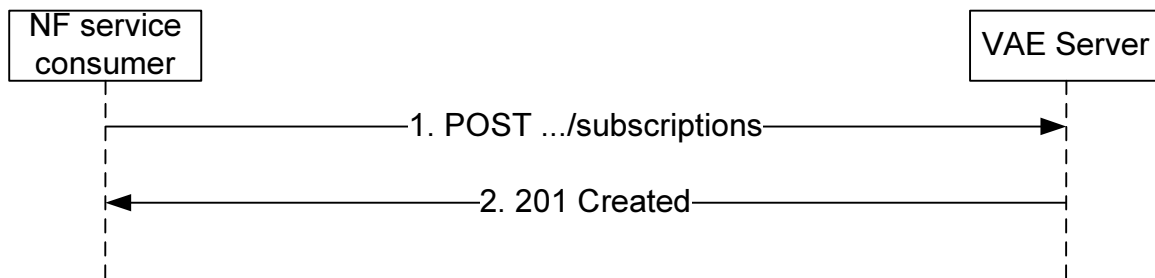 NF service
consumer
VAE Server
1. POST .../subscriptions
2. 201 Created